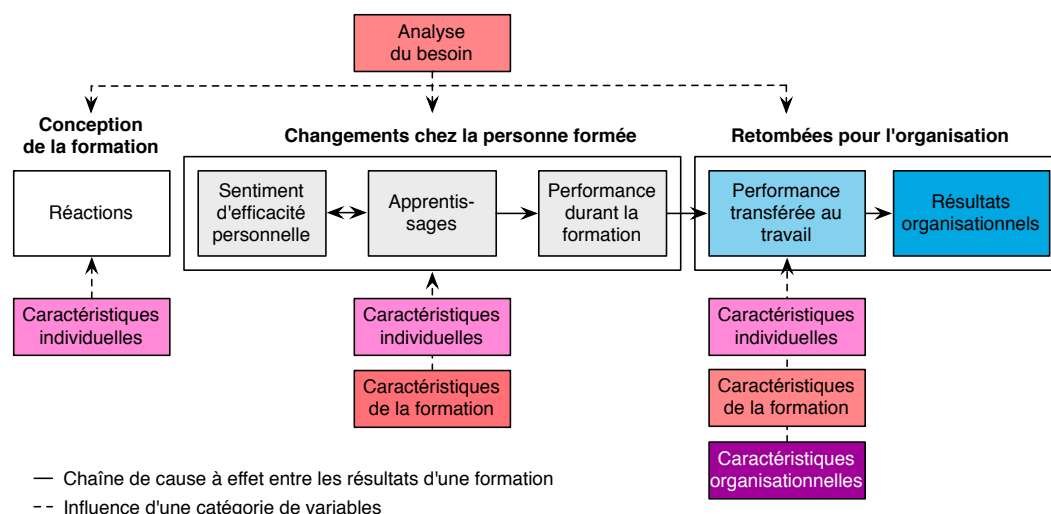 Analyse
du besoin
Conception
de la formation
Changements chez la personne formée
Retombées pour l'organisation
Réactions
Sentiment
d'efficacité
personnelle
Apprentis-
sages
Performance
durant la
formation
Performance
transférée au
travail
Résultats
organisationnels
Caractéristiques
individuelles
Caractéristiques
individuelles
Caractéristiques
individuelles
Caractéristiques
de la formation
Caractéristiques
de la formation
Caractéristiques
organisationnelles
Chaîne de cause à effet entre les résultats d'une formation
Influence d'une catégorie de variables